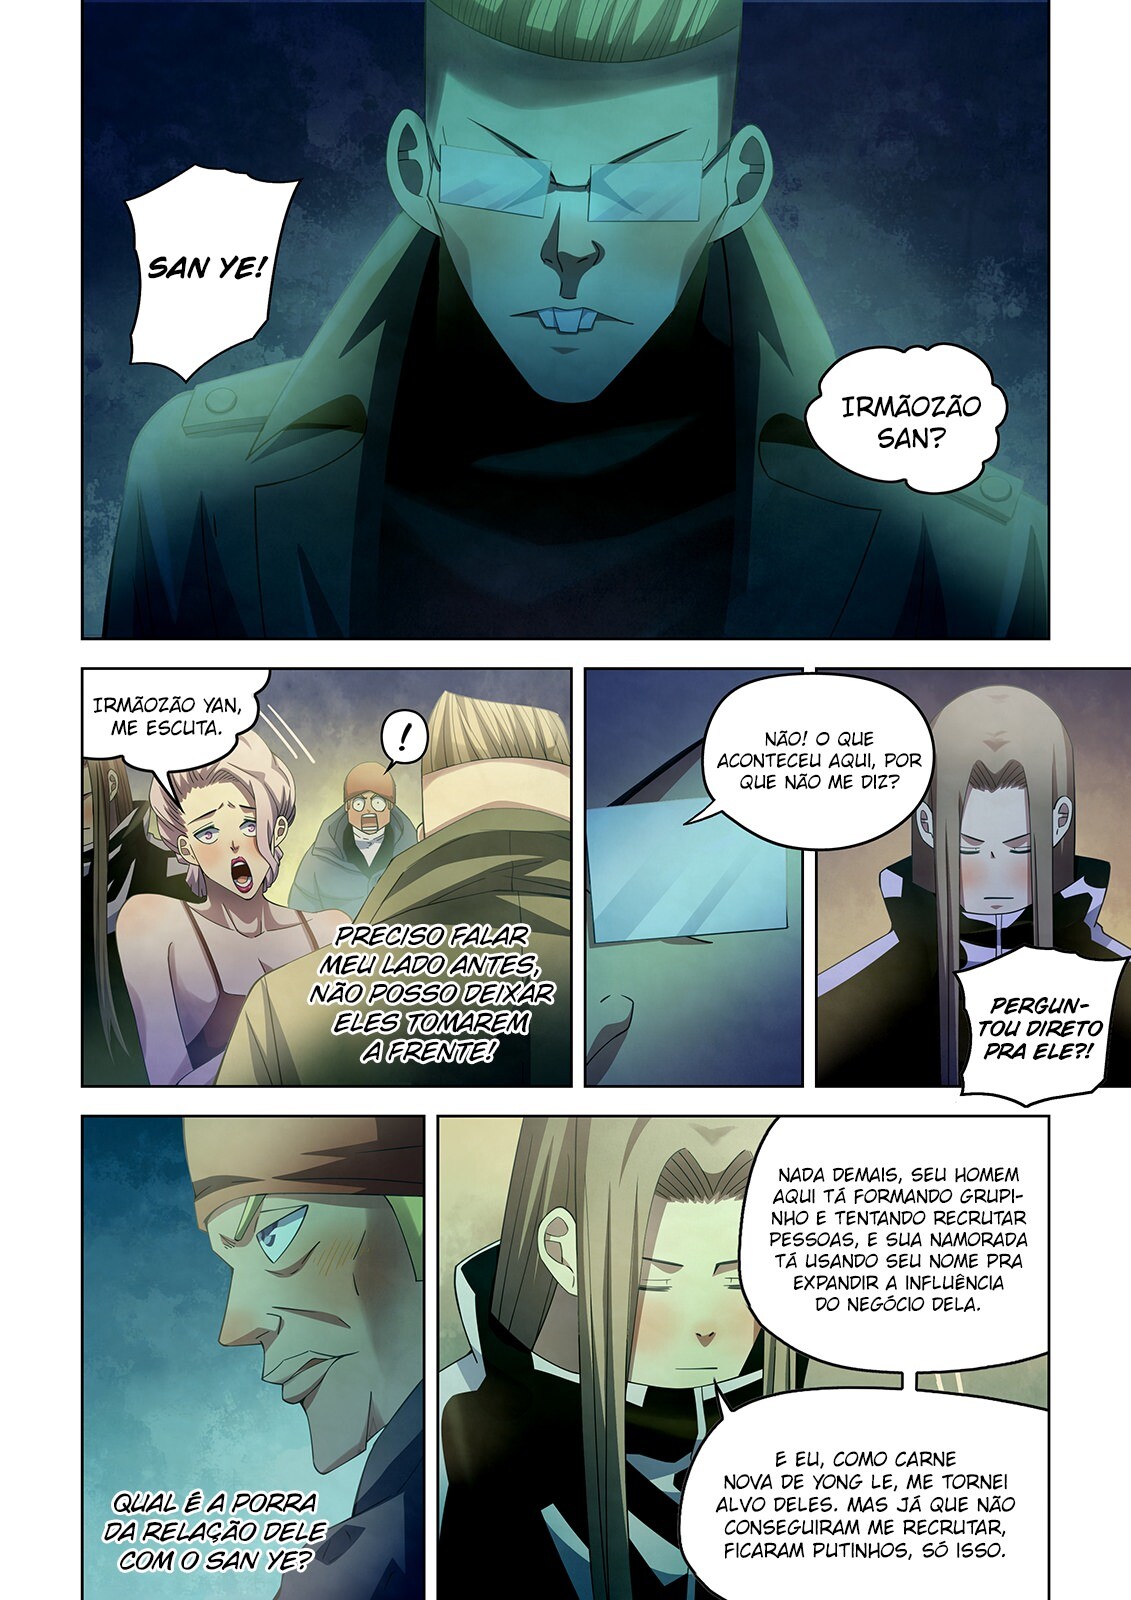 SAN YE!
IRMÃOZÃO
SAN?
IRMÃOZÃO YAN,
ME ESCUTA.
!
PRECISO FALAR
MEU LADO ANTES,
NÃO POSSO DEIXAR
ELES TOMAREM
A FRENTE!
NÃO! O QUE
ACONTECEU AQUI, POR
QUE NÃO ME DIZ?
PERGUN-
TOU DIRETO
PRA ELE?!
QUAL É A PORRA
DA RELAÇÃO DELE
COM O SAN YE?
NADA DEMAIS, SEU HOMEM
AQUI TÁ FORMANDO GRUPI-
NHO E TENTANDO RECRUTAR
PESSOAS, E SUA NAMORADA
TÁ USANDO SEU NOME PRA
EXPANDIR A INFLUÊNCIA
DO NEGÓCIO DELA.
E EU, COMO CARNE
NOVA DE YONG LE, ME TORNEI
ALVO DELES. MAS JÁ QUE NÃO
CONSEGUIRAM ME RECRUTAR,
FICARAM PUTINHOS, SÓ ISSO.